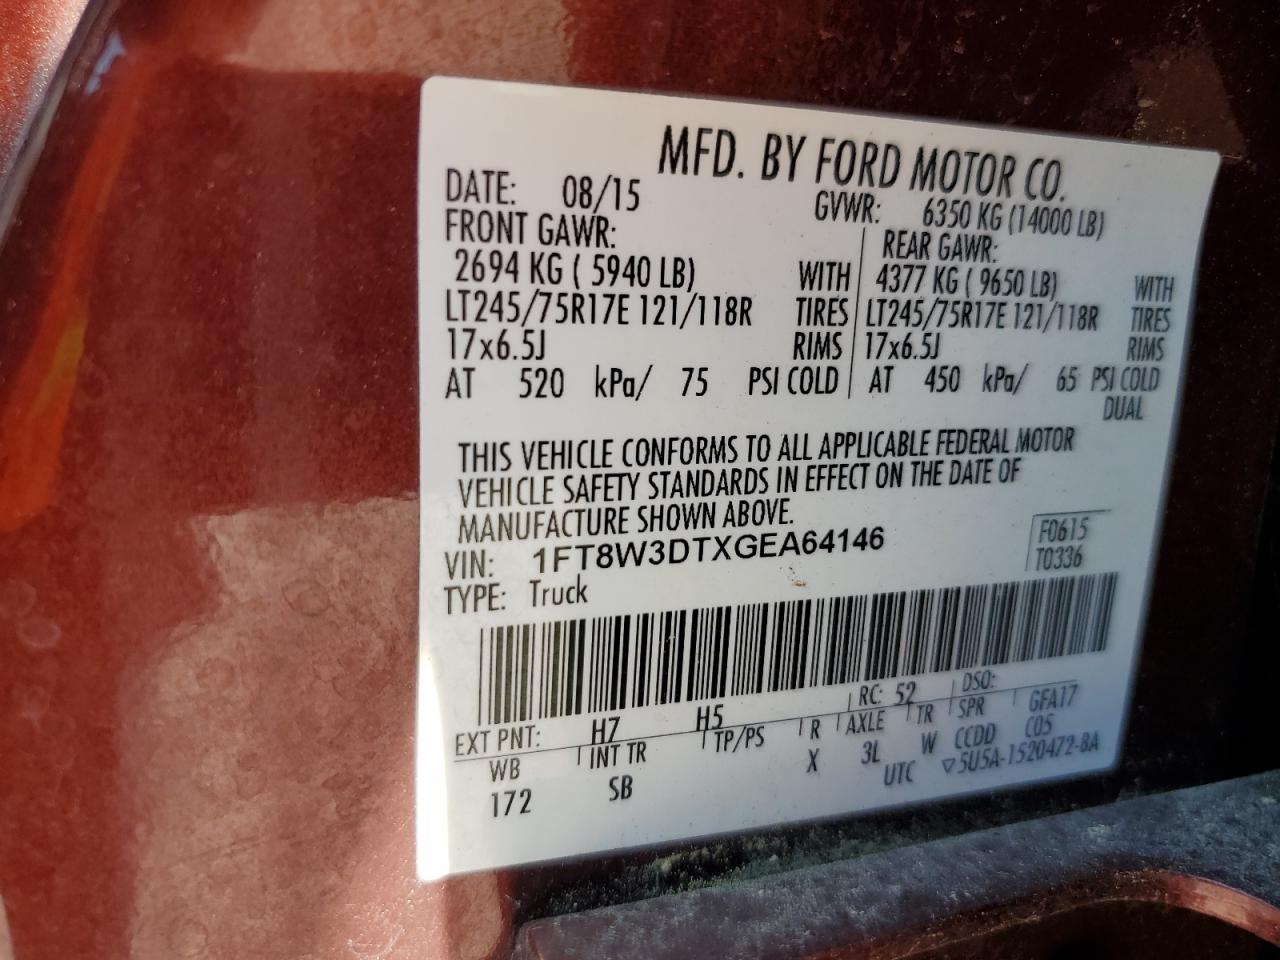 MFD. BY FORD MOTOR CO.
DATE: 08/15 GVWR: 6350 KG (14000 LB)
FRONT GAWR: REAR GAWR:
2694 KG ( 5940 LB) WITH 4377 KG ( 9650 LB) WITH
LT245/75R17E 121/118R TIRES LT245/75R17E 121/118R TIRES
17x6.5J RIMS 17x6.5J RIMS
AT 520 kPa/ 75 PSI COLD AT 450 kPa/ 65 PSI COLD
DUAL
THIS VEHICLE CONFORMS TO ALL APPLICABLE FEDERAL MOTOR
VEHICLE SAFETY STANDARDS IN EFFECT ON THE DATE OF
MANUFACTURE SHOWN ABOVE.
F0615
VIN: 1FT8W3DTXGEA64146
T0336
TYPE: Truck
EXT PNT: H7 H5 RC: 52 DSO:
WB INT TR TP/PS R AXLE TR SPR GFA17
172 SB X 3L W CCDD C05
UTC ▽5U5A-1520472-BA